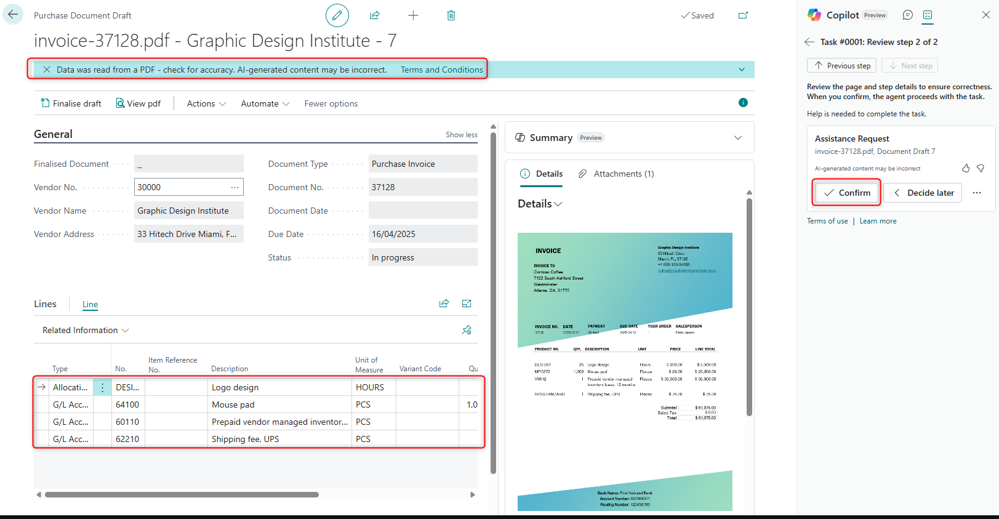 Purchase Document Draft
Saved
invoice-37128.pdf - Graphic Design Institute - 7
Data was read from a PDF - check for accuracy. AI-generated content may be incorrect. Terms and Conditions
Finalise draft View pdf Actions Automate Fewer options
General
Show less
Finalised Document _
Document Type Purchase Invoice
Vendor No. 30000 ...
Document No. 37128
Vendor Name Graphic Design Institute
Document Date
Vendor Address 33 Hitech Drive Miami, F...
Due Date 16/04/2025
Status In progress
Lines Line
Related Information
Type No. Item Reference No. Description Unit of Measure Variant Code Qu
Allocati... DESI... Logo design HOURS
G/L Acc... 64100 Mouse pad PCS 1,0
G/L Acc... 60110 Prepaid vendor managed inventor... PCS
G/L Acc... 62210 Shipping fee, UPS PCS
Summary Preview
Details Attachments (1)
Details
INVOICE
Graphic Design Institute
33 Hitech Drive
Miami, FL, 37125
+1 555-123-34353
sales@graphicdesigninstitute.com
INVOICE TO
Contoso Coffee
7122 South Ashford Street
Westminster
Atlanta, GA, 31772
INVOICE NO. DATE PAYMENT DUE DATE YOUR ORDER SALESPERSON
37128 2025/03/17 30 days 2025-04-16 - Peter Jansen
PRODUCT NO. QTY. DESCRIPTION UNIT PRICE LINE TOTAL
DES-001 25 Logo design Hours $ 200.00 $ 5,000.00
MPC372 1,000 Mouse pad Pieces $ 20.00 $ 20,000.00
VMI12 1 Prepaid vendor managed Pieces $ 36,000.00 $ 36,000.00
inventory lease, 12 months
UPSSTANDARD 1 Shipping fee, UPS Pieces $ 75.00 $ 75.00
Subtotal $ 61,075.00
Sales Tax $ 0.00
Total $ 61,075.00
Bank Name: First National Bank
Account Number: 987654321
Routing Number: 123456789
Copilot Preview
Task #0001: Review step 2 of 2
Previous step Next step
Review the page and step details to ensure correctness.
When you confirm, the agent proceeds with the task.
Help is needed to complete the task.
Assistance Request
invoice-37128.pdf, Document Draft 7
AI-generated content may be incorrect
Confirm Decide later ...
Terms of use | Learn more